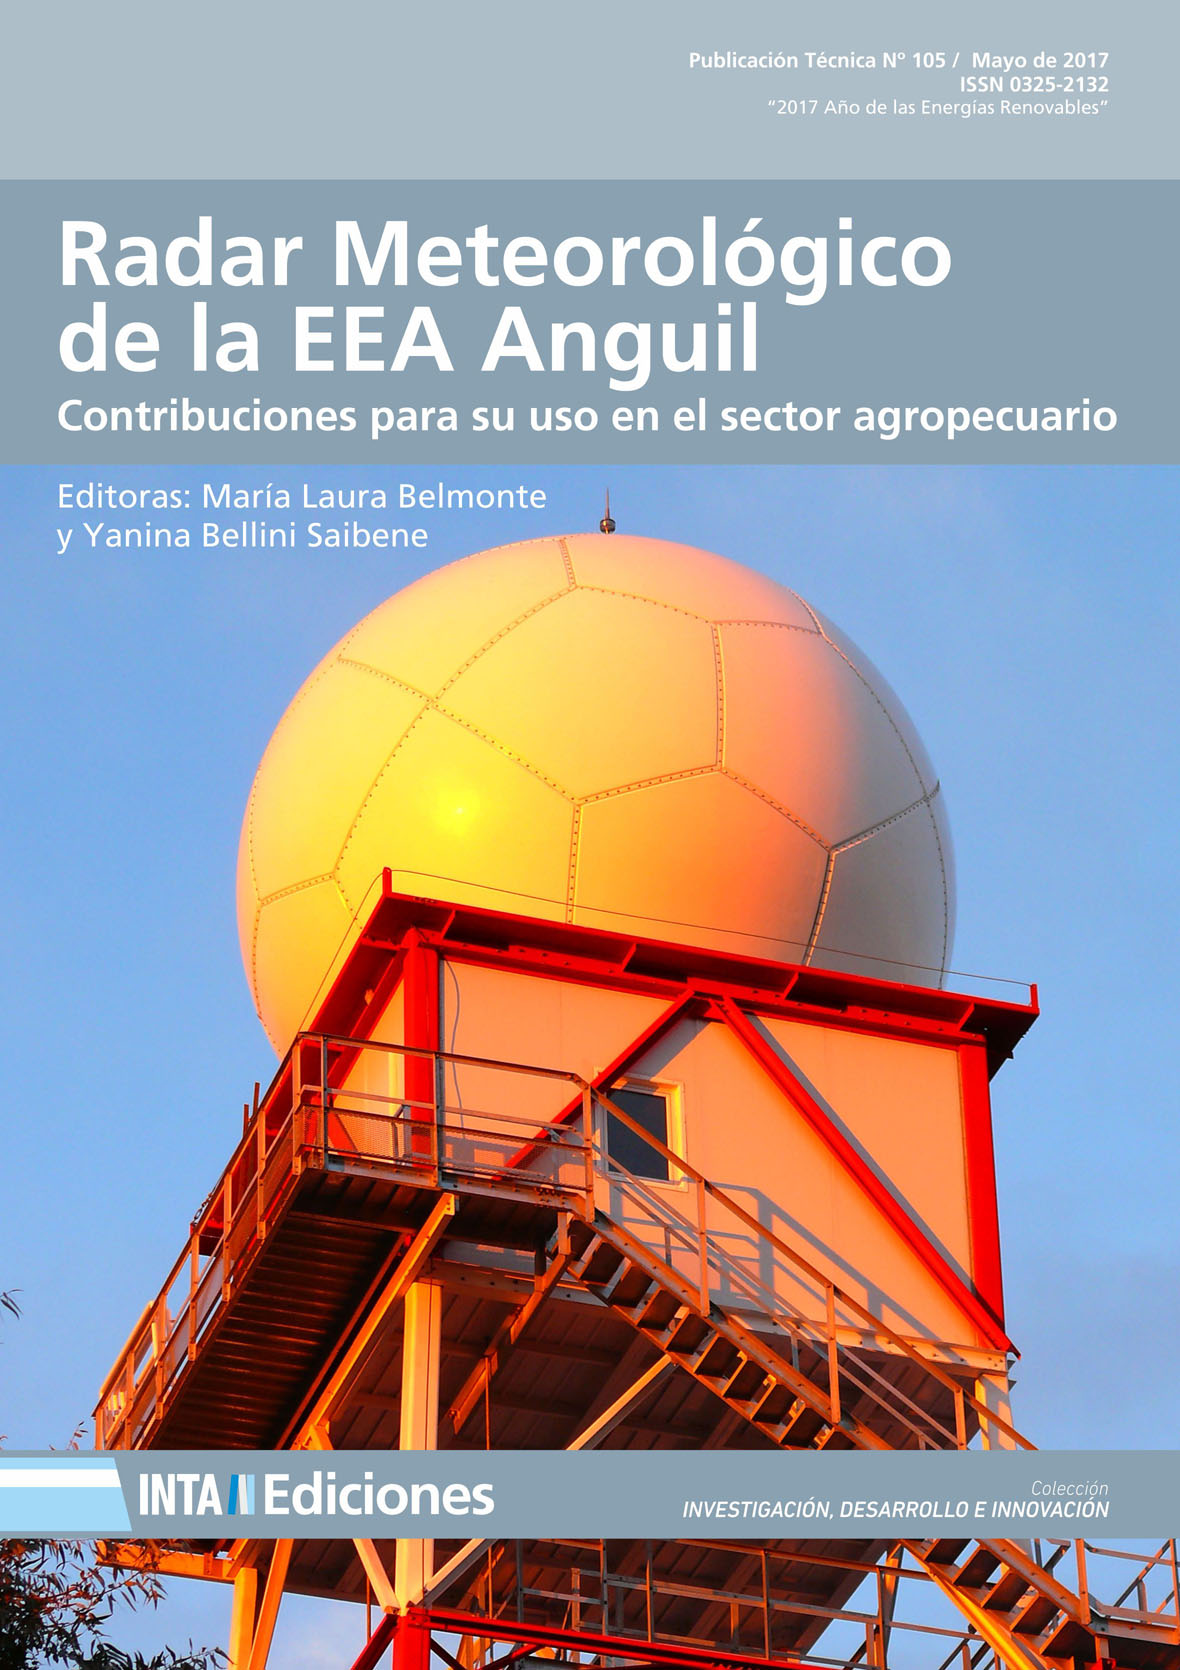 Publicación Técnica Nº 105 / Mayo de 2017
ISSN 0325-2132
“2017 Año de las Energías Renovables”
Radar Meteorológico
de la EEA Anguil
Contribuciones para su uso en el sector agropecuario
Editoras: María Laura Belmonte
y Yanina Bellini Saibene
INTA Ediciones
Colección
INVESTIGACIÓN, DESARROLLO E INNOVACIÓN